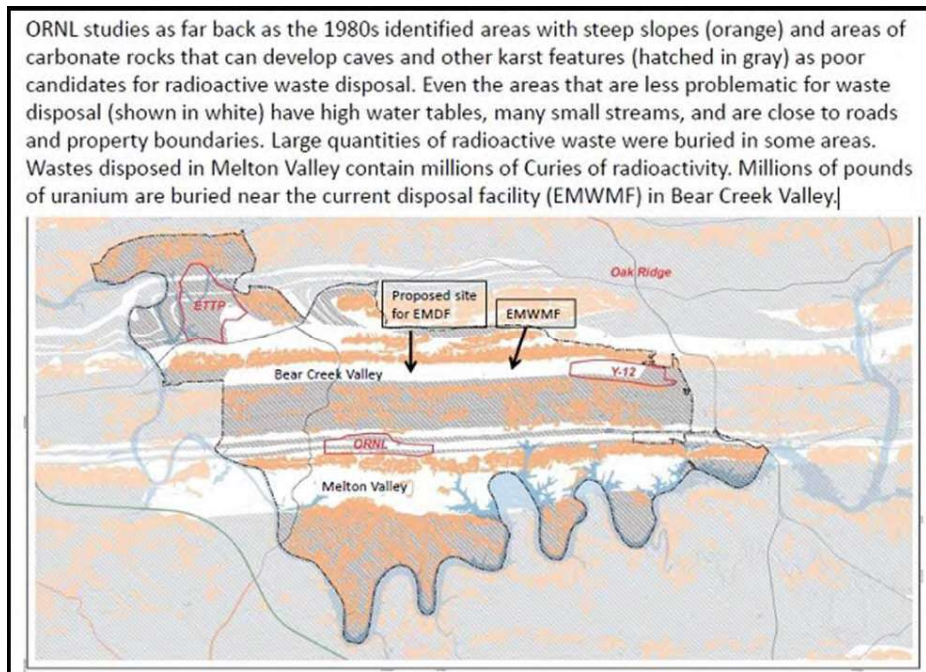 ORNL studies as far back as the 1980s identified areas with steep slopes (orange) and areas of
carbonate rocks that can develop caves and other karst features (hatched in gray) as poor
candidates for radioactive waste disposal. Even the areas that are less problematic for waste
disposal (shown in white) have high water tables, many small streams, and are close to roads
and property boundaries. Large quantities of radioactive waste were buried in some areas.
Wastes disposed in Melton Valley contain millions of Curies of radioactivity. Millions of pounds
of uranium are buried near the current disposal facility (EMWMF) in Bear Creek Valley.
Oak Ridge
ETTP
Proposed site
for EMDF
EMWMF
Bear Creek Valley
Y-12
ORNL
Melton Valley